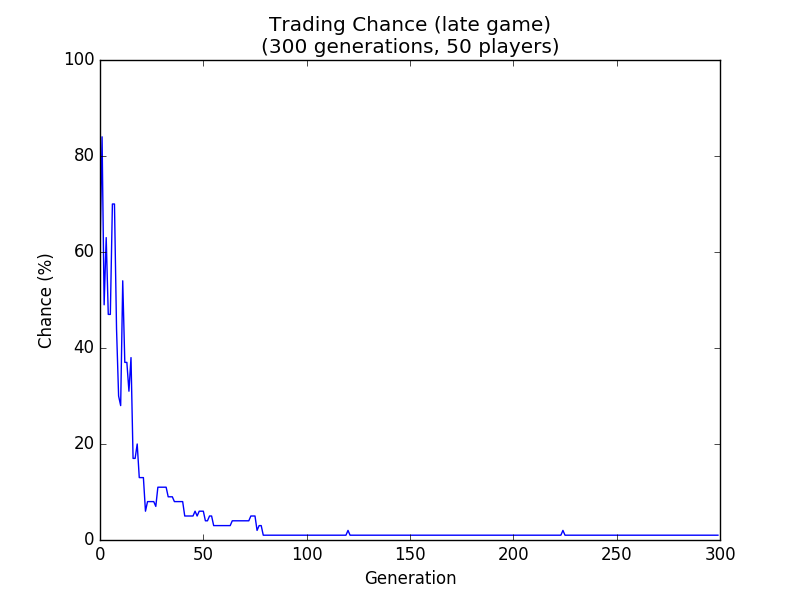 Trading Chance (late game)
(300 generations, 50 players)
100
80
60
40
20
0
Chance (%)
0 50 100 150 200 250 300
Generation